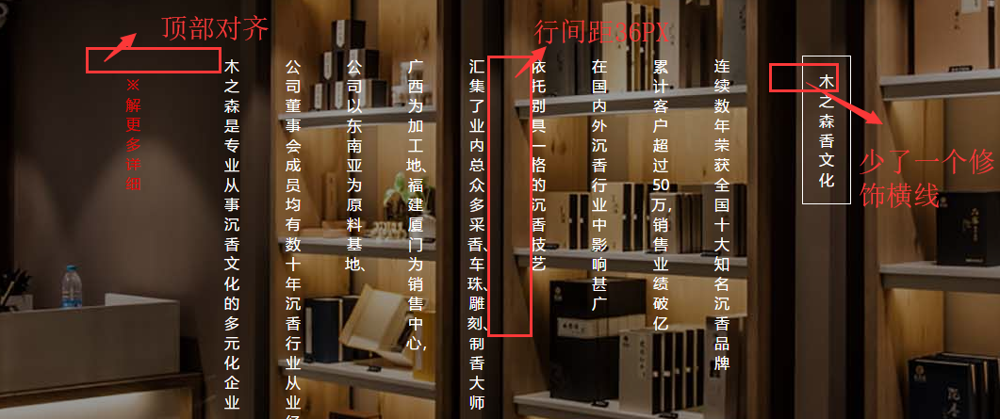 顶部对齐
行间距36PX
少了一个修
饰横线
木之森香文化
连续数年荣获全国十大知名沉香品牌
累计客户超过50万,销售业绩破亿
在国内外沉香行业中影响甚广
依托别具一格的沉香技艺
汇集了业内总众多采香、车珠、雕刻、制香大师
广西为加工地、福建厦门为销售中心,
公司以东南亚为原料基地、
公司董事会成员均有数十年沉香行业从业
木之森是专业从事沉香文化的多元化企业
※解更多详细